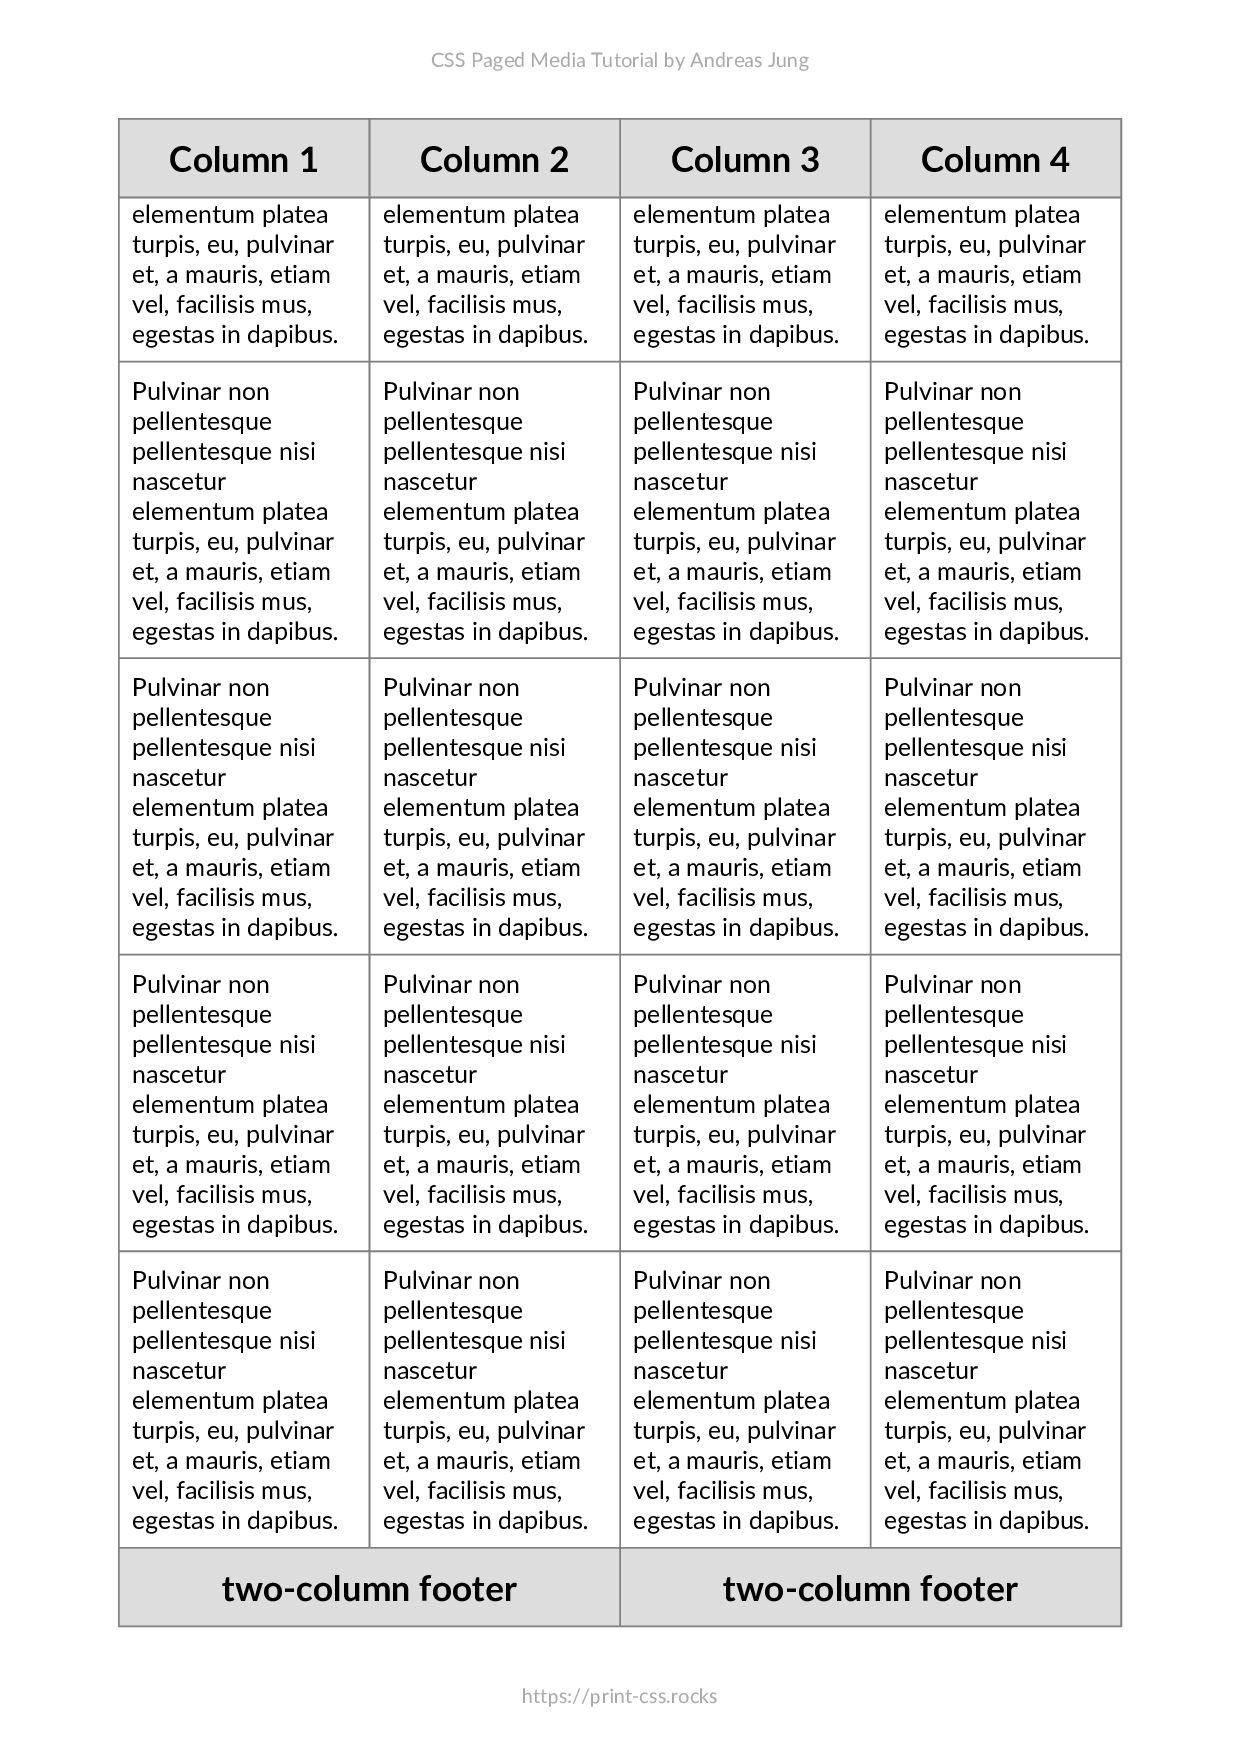 CSS Paged Media Tutorial by Andreas Jung
Column 1 Column 2 Column 3 Column 4
elementum platea elementum platea elementum platea elementum platea
turpis, eu, pulvinar turpis, eu, pulvinar turpis, eu, pulvinar turpis, eu, pulvinar
et, a mauris, etiam et, a mauris, etiam et, a mauris, etiam et, a mauris, etiam
vel, facilisis mus, vel, facilisis mus, vel, facilisis mus, vel, facilisis mus,
egestas in dapibus. egestas in dapibus. egestas in dapibus. egestas in dapibus.
Pulvinar non Pulvinar non Pulvinar non Pulvinar non
pellentesque pellentesque pellentesque pellentesque
pellentesque nisi pellentesque nisi pellentesque nisi pellentesque nisi
nascetur nascetur nascetur nascetur
elementum platea elementum platea elementum platea elementum platea
turpis, eu, pulvinar turpis, eu, pulvinar turpis, eu, pulvinar turpis, eu, pulvinar
et, a mauris, etiam et, a mauris, etiam et, a mauris, etiam et, a mauris, etiam
vel, facilisis mus, vel, facilisis mus, vel, facilisis mus, vel, facilisis mus,
egestas in dapibus. egestas in dapibus. egestas in dapibus. egestas in dapibus.
Pulvinar non Pulvinar non Pulvinar non Pulvinar non
pellentesque pellentesque pellentesque pellentesque
pellentesque nisi pellentesque nisi pellentesque nisi pellentesque nisi
nascetur nascetur nascetur nascetur
elementum platea elementum platea elementum platea elementum platea
turpis, eu, pulvinar turpis, eu, pulvinar turpis, eu, pulvinar turpis, eu, pulvinar
et, a mauris, etiam et, a mauris, etiam et, a mauris, etiam et, a mauris, etiam
vel, facilisis mus, vel, facilisis mus, vel, facilisis mus, vel, facilisis mus,
egestas in dapibus. egestas in dapibus. egestas in dapibus. egestas in dapibus.
Pulvinar non Pulvinar non Pulvinar non Pulvinar non
pellentesque pellentesque pellentesque pellentesque
pellentesque nisi pellentesque nisi pellentesque nisi pellentesque nisi
nascetur nascetur nascetur nascetur
elementum platea elementum platea elementum platea elementum platea
turpis, eu, pulvinar turpis, eu, pulvinar turpis, eu, pulvinar turpis, eu, pulvinar
et, a mauris, etiam et, a mauris, etiam et, a mauris, etiam et, a mauris, etiam
vel, facilisis mus, vel, facilisis mus, vel, facilisis mus, vel, facilisis mus,
egestas in dapibus. egestas in dapibus. egestas in dapibus. egestas in dapibus.
Pulvinar non Pulvinar non Pulvinar non Pulvinar non
pellentesque pellentesque pellentesque pellentesque
pellentesque nisi pellentesque nisi pellentesque nisi pellentesque nisi
nascetur nascetur nascetur nascetur
elementum platea elementum platea elementum platea elementum platea
turpis, eu, pulvinar turpis, eu, pulvinar turpis, eu, pulvinar turpis, eu, pulvinar
et, a mauris, etiam et, a mauris, etiam et, a mauris, etiam et, a mauris, etiam
vel, facilisis mus, vel, facilisis mus, vel, facilisis mus, vel, facilisis mus,
egestas in dapibus. egestas in dapibus. egestas in dapibus. egestas in dapibus.
two-column footer two-column footer
https://print-css.rocks